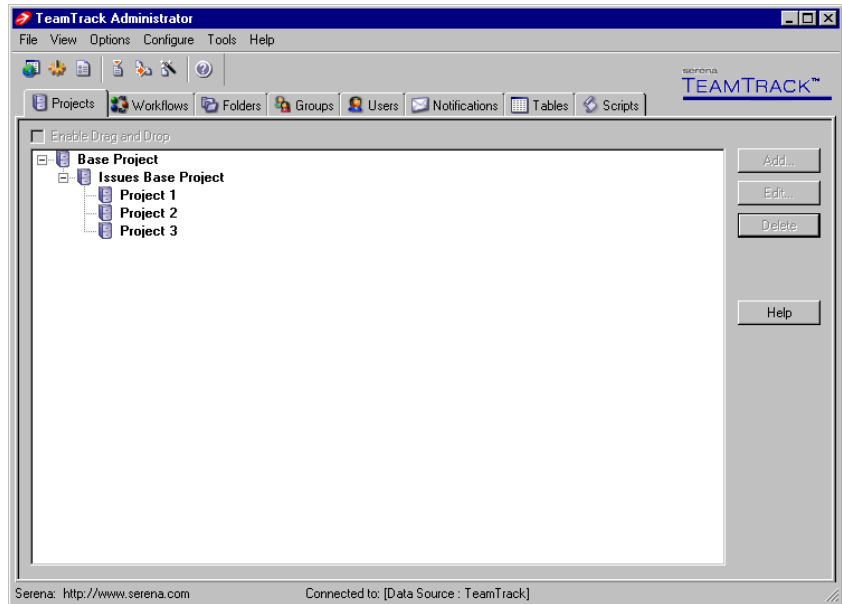 TeamTrack Administrator
File View Options Configure Tools Help
serena
TEAMTRACK™
Projects Workflows Folders Groups Users Notifications Tables Scripts
Enable Drag and Drop
Base Project
Issues Base Project
Project 1
Project 2
Project 3
Add...
Edit...
Delete
Help
Serena: http://www.serena.com Connected to: [Data Source : TeamTrack]